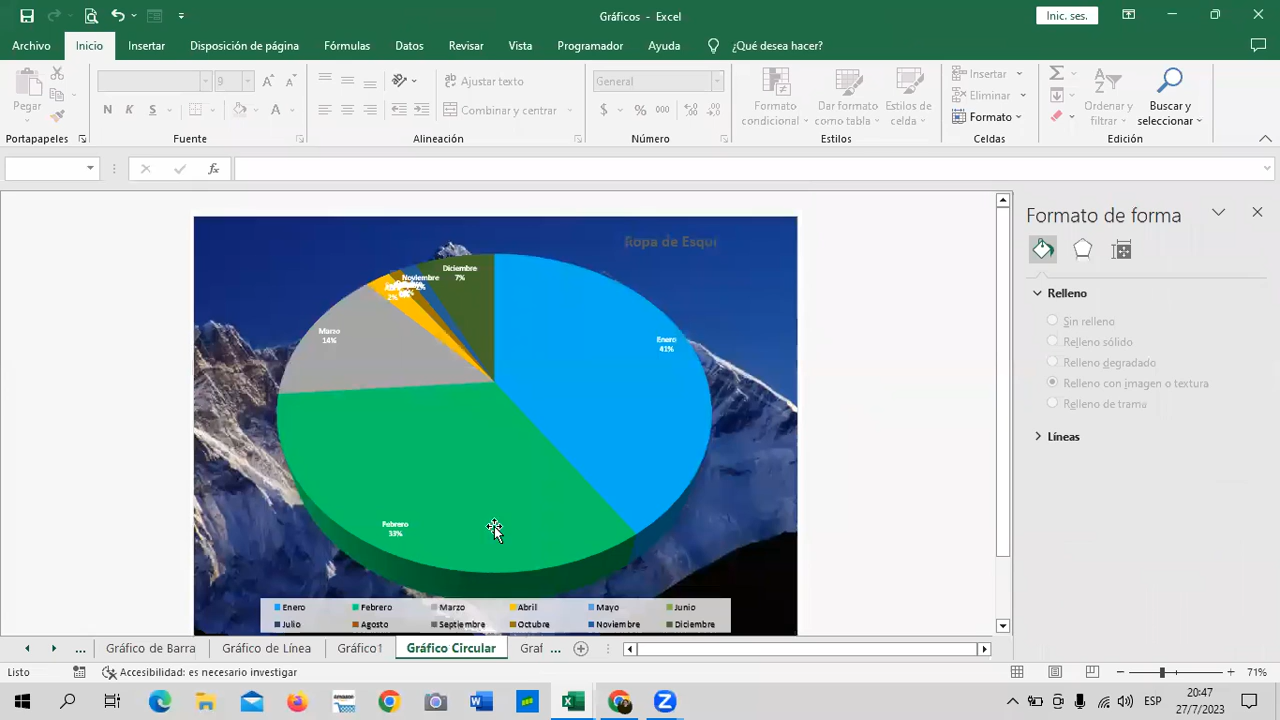 Gráficos - Excel
Inic. ses.
Archivo Inicio Insertar Disposición de página Fórmulas Datos Revisar Vista Programador Ayuda ¿Qué desea hacer?
Pegar
N K S
9
Ajustar texto
Combinar y centrar
General
$ % 000
Formato condicional
Dar formato como tabla
Estilos de celda
Insertar
Eliminar
Formato
Ordenar y filtrar
Buscar y seleccionar
Portapapeles Fuente Alineación Número Estilos Celdas Edición
fx
Formato de forma
Relleno
Sin relleno
Relleno sólido
Relleno degradado
Relleno con imagen o textura
Relleno de trama
Líneas
Ropa de Esquí
Diciembre
7%
Noviembre
2%
Marzo
14%
Enero
41%
Febrero
33%
Enero Febrero Marzo Abril Mayo Junio
Julio Agosto Septiembre Octubre Noviembre Diciembre
... Gráfico de Barra Gráfico de Línea Gráfico1 Gráfico Circular Graf ...
Listo Accesibilidad: es necesario investigar 71%
ESP
20:47
27/7/2023